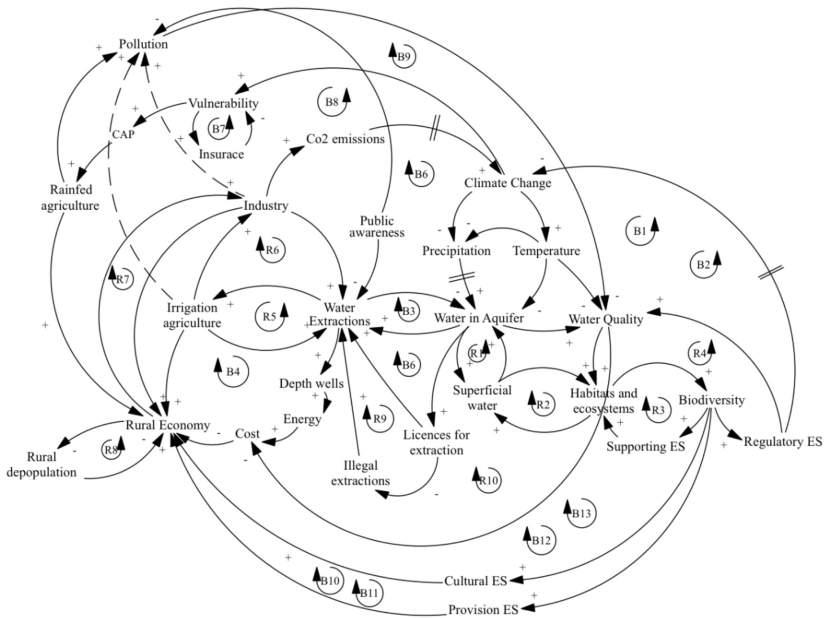 Pollution
B9
Vulnerability
B8
CAP
B7
Insurace
Co2 emissions
Rainfed
agriculture
Industry
B6
Climate Change
Public
awareness
B1
B2
R6
R7
Precipitation
Temperature
Irrigation
agriculture
R5
Water
Extractions
B3
Water in Aquifer
Water Quality
B4
B6
R1
R4
Depth wells
Superficial
water
R2
Habitats and
ecosystems
R3
Biodiversity
Energy
R9
Rural Economy
Cost
Licences for
extraction
Supporting ES
Regulatory ES
R8
Rural
depopulation
Illegal
extractions
R10
B13
B12
B10
B11
Cultural ES
Provision ES